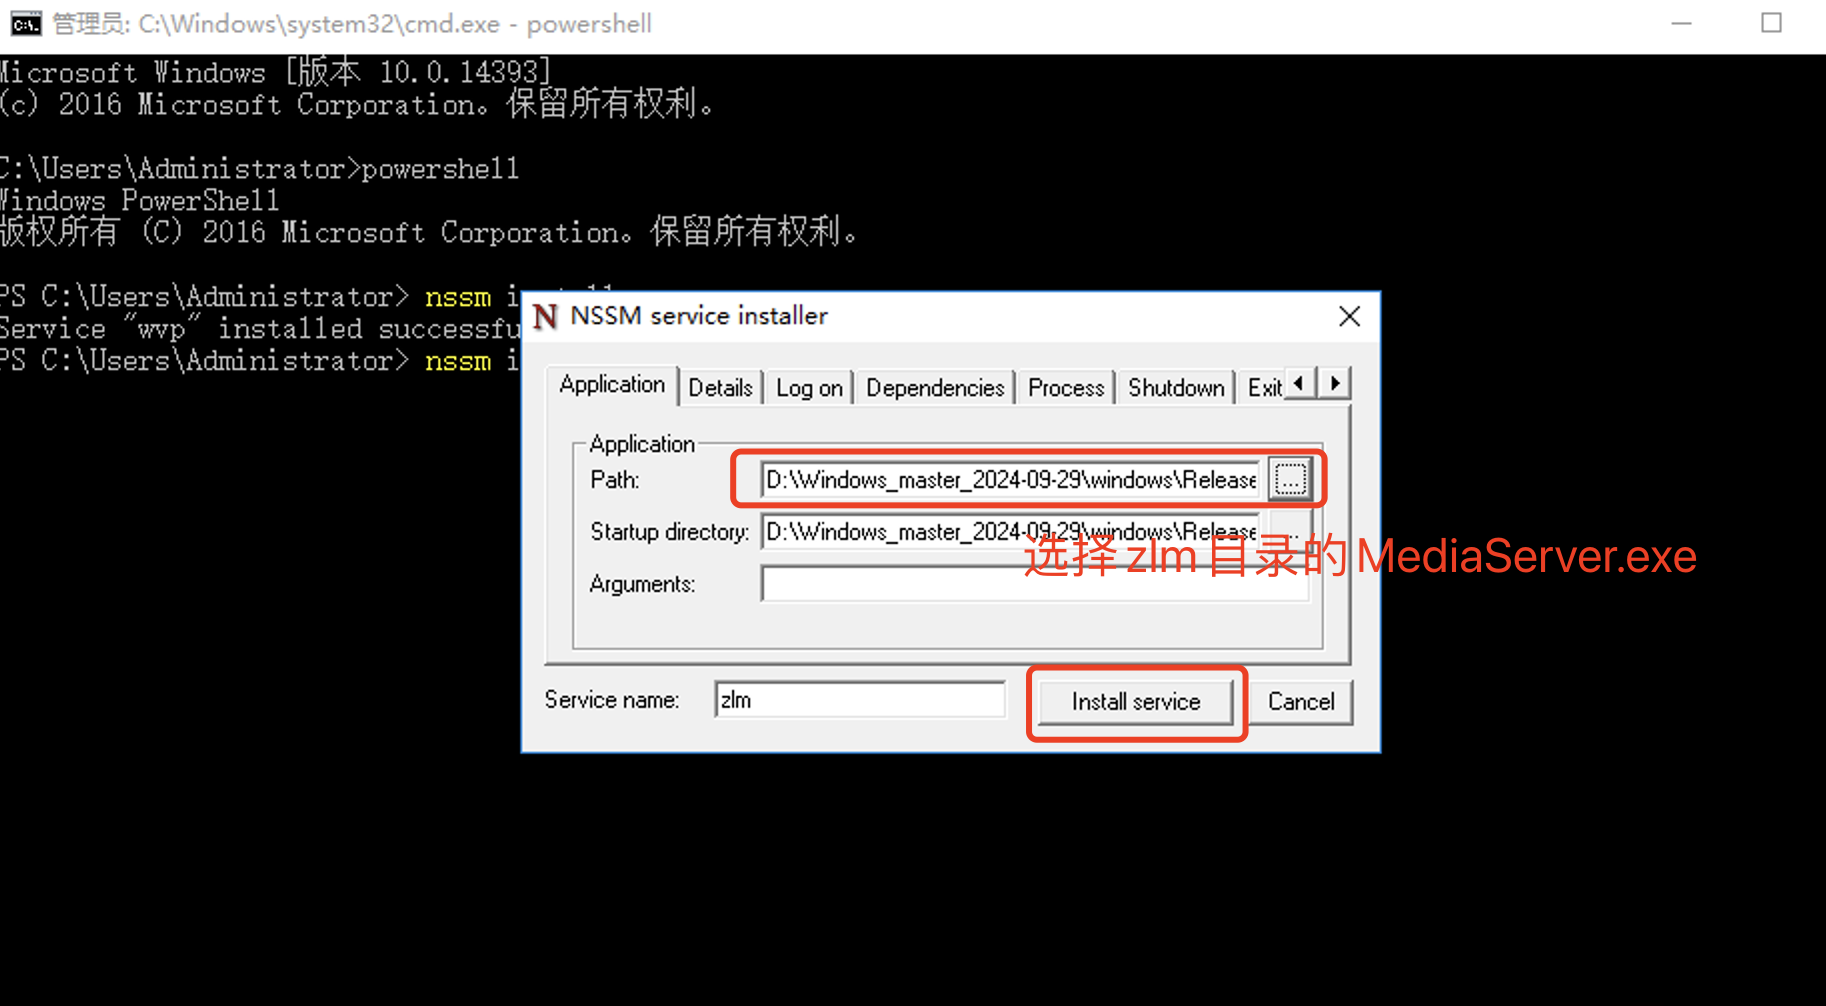 管理员: C:\Windows\system32\cmd.exe - powershell
Microsoft Windows [版本 10.0.14393]
(c) 2016 Microsoft Corporation。保留所有权利。
C:\Users\Administrator>powershell
Windows PowerShell
版权所有 (C) 2016 Microsoft Corporation。保留所有权利。
PS C:\Users\Administrator> nssm install
Service "wvp" installed successfu
PS C:\Users\Administrator> nssm i
NSSM service installer
Application Details Log on Dependencies Process Shutdown Exit
Application
Path: D:\Windows_master_2024-09-29\windows\Release ...
Startup directory: D:\Windows_master_2024-09-29\windows\Release ...
选择 zlm 目录的 MediaServer.exe
Arguments:
Service name: zlm Install service Cancel